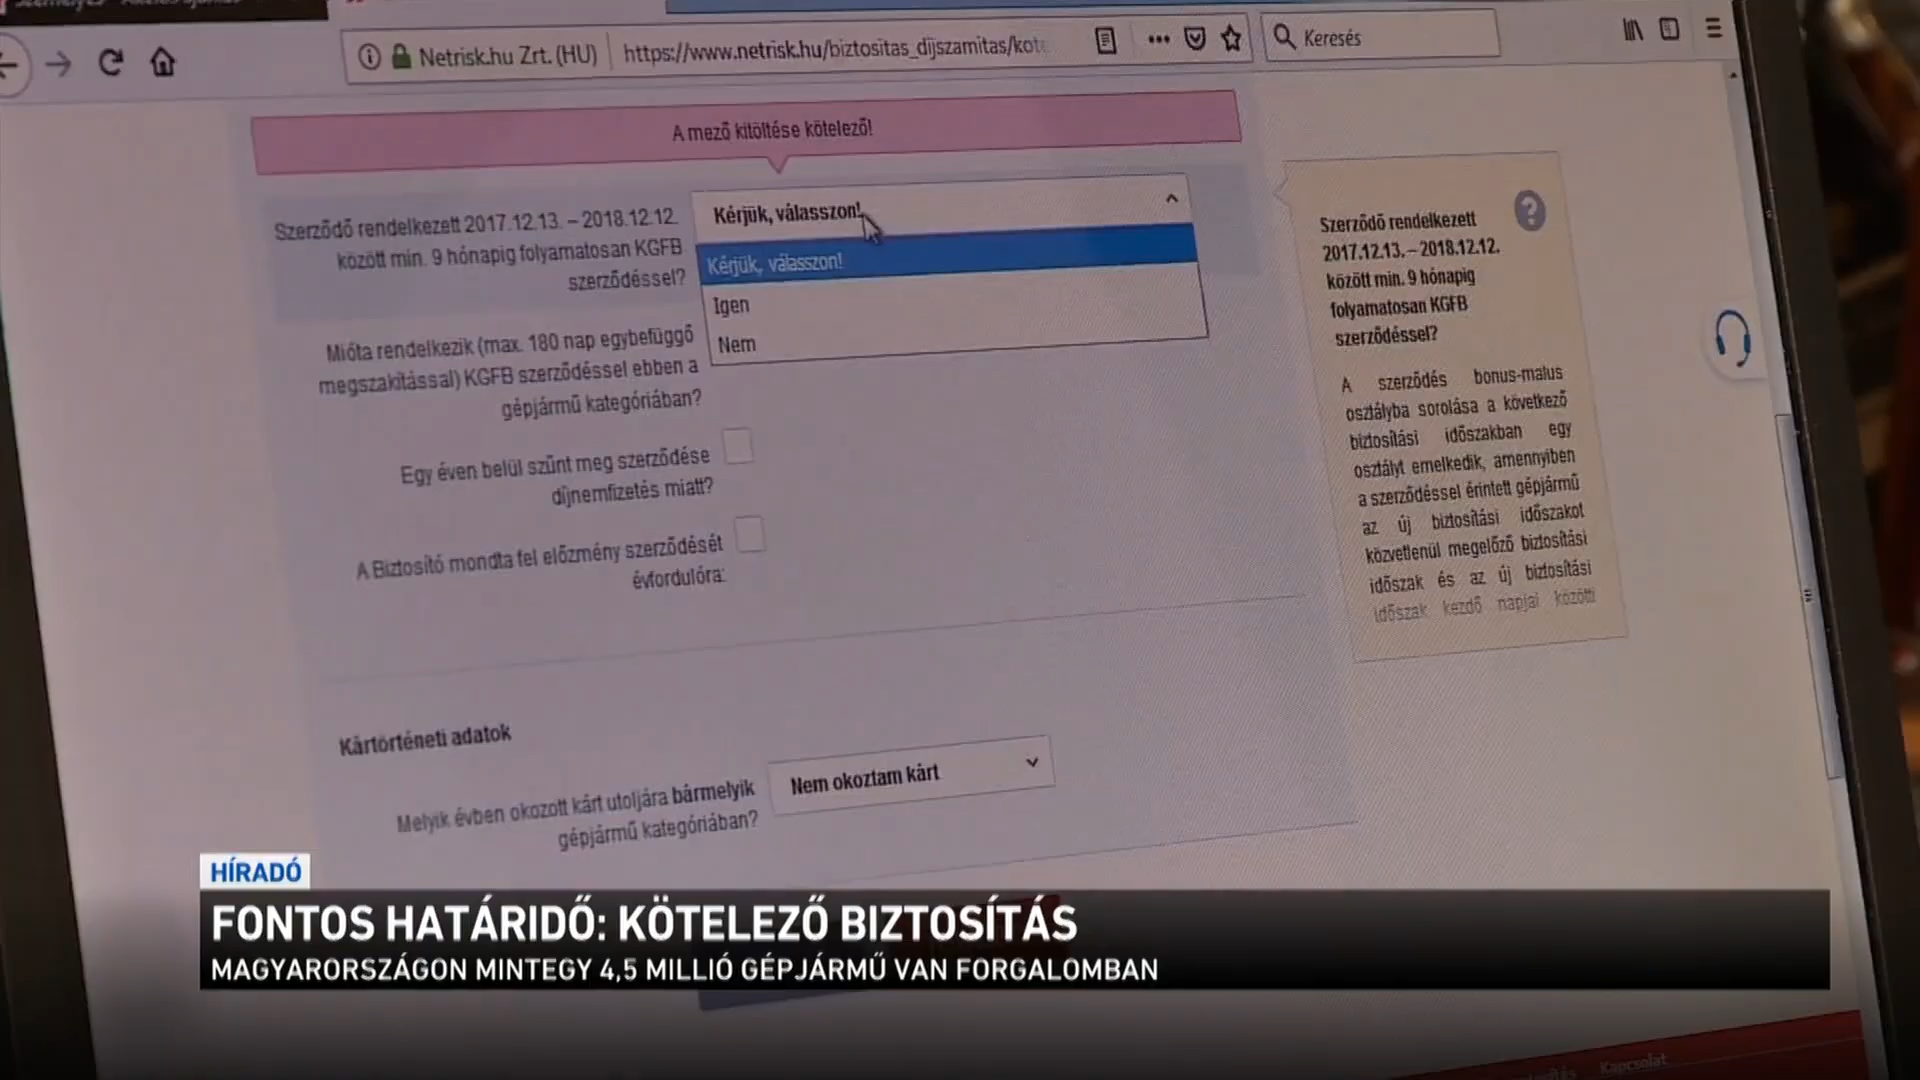 Netrisk.hu Zrt. (HU)
https://www.netrisk.hu/biztositas_dijszamitas/kote
Keresés
A mező kitöltése kötelező!
Szerződő rendelkezett 2017.12.13. – 2018.12.12.
között min. 9 hónapig folyamatosan KGFB
szerződéssel?
Kérjük, válasszon!
Kérjük, válasszon!
Igen
Nem
Mióta rendelkezik (max. 180 nap egybefüggő
megszakítással) KGFB szerződéssel ebben a
gépjármű kategóriában?
Egy éven belül szűnt meg szerződése
díjnemfizetés miatt?
A Biztosító mondta fel előzmény szerződését
évfordulóra:
Szerződő rendelkezett
2017.12.13. – 2018.12.12.
között min. 9 hónapig
folyamatosan KGFB
szerződéssel?
?
A szerződés bonus-malus
osztályba sorolása a következő
biztosítási időszakban egy
osztályt emelkedik, amennyiben
a szerződéssel érintett gépjármű
az új biztosítási időszakot
közvetlenül megelőző biztosítási
időszak és az új biztosítási
időszak kezdő napjai közötti
Kártörténeti adatok
Melyik évben okozott kárt utoljára bármelyik
gépjármű kategóriában?
Nem okoztam kárt
HÍRADÓ
FONTOS HATÁRIDŐ: KÖTELEZŐ BIZTOSÍTÁS
MAGYARORSZÁGON MINTEGY 4,5 MILLIÓ GÉPJÁRMŰ VAN FORGALOMBAN
Kapcsolat